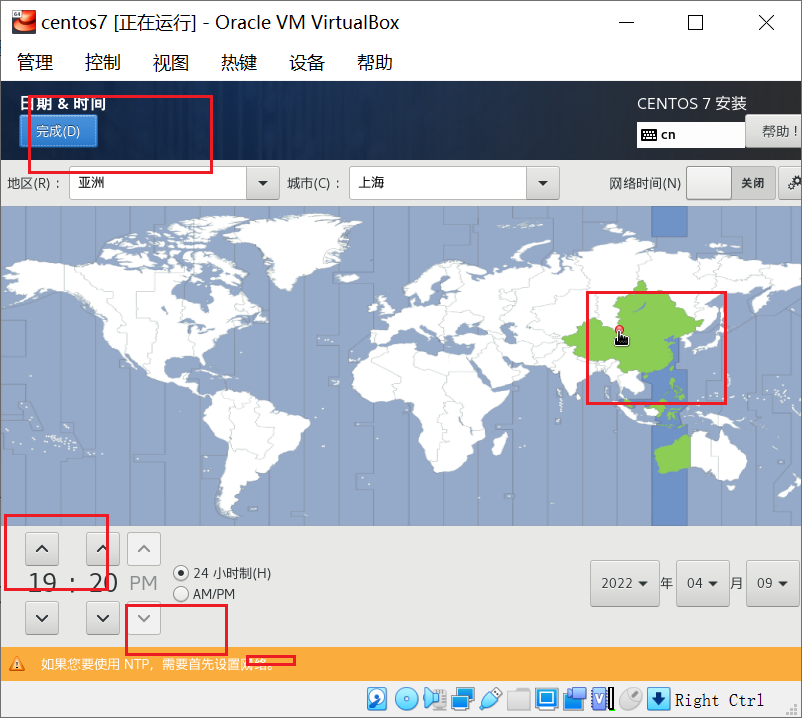 centos7 [正在运行] - Oracle VM VirtualBox
管理 控制 视图 热键 设备 帮助
日期 & 时间 CENTOS 7 安装
完成(D) cn 帮助！
地区(R)： 亚洲 城市(C)： 上海 网络时间(N) 关闭
19 : 20 PM
24 小时制(H)
AM/PM
2022 年 04 月 09
如果您要使用 NTP，需要首先设置网络。
Right Ctrl